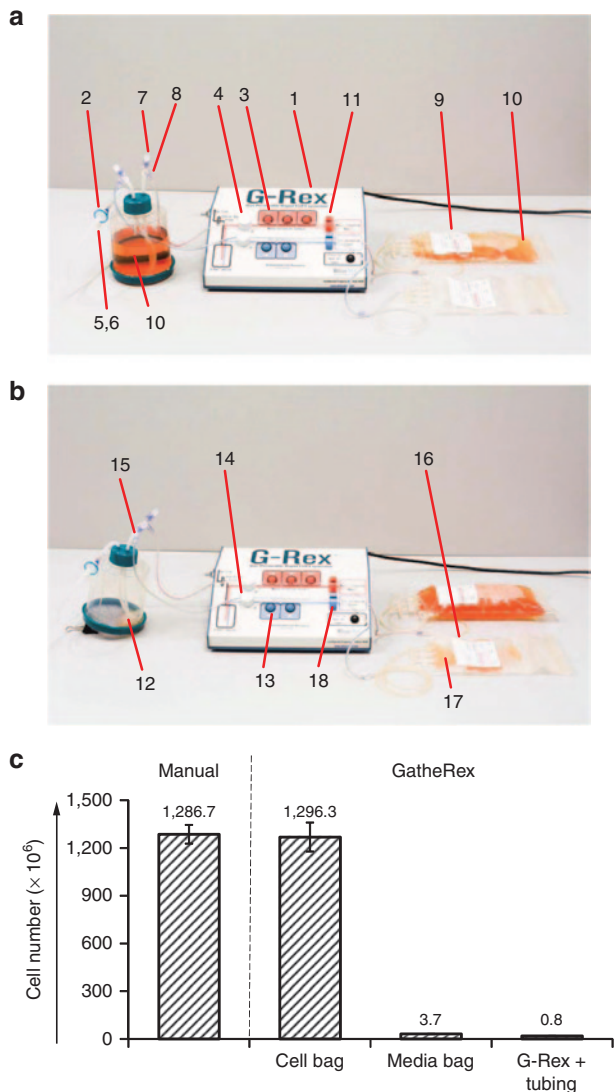 a
2 7 8 4 3 1 11 9 10
G-Rex
5,6 10
b
15 14 16
G-Rex
12 13 18 17
c
Manual GatheRex
Cell number (× 10⁶)
1,500
1,200
900
600
300
0
1,286.7
1,296.3
3.7
0.8
Cell bag
Media bag
G-Rex +
tubing